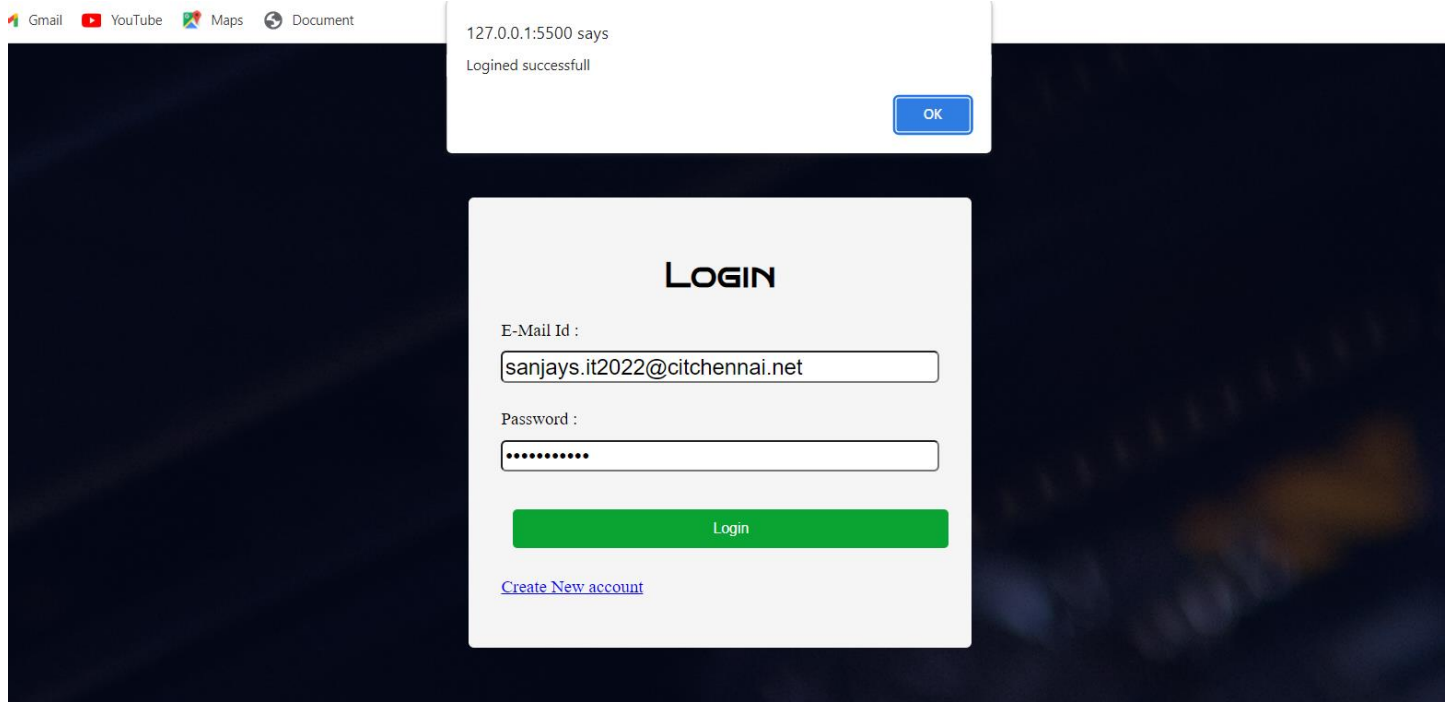 Gmail YouTube Maps Document
127.0.0.1:5500 says
Logined successfull
OK
Login
E-Mail Id :
sanjays.it2022@citchennai.net
Password :
•••••••••••
Login
Create New account